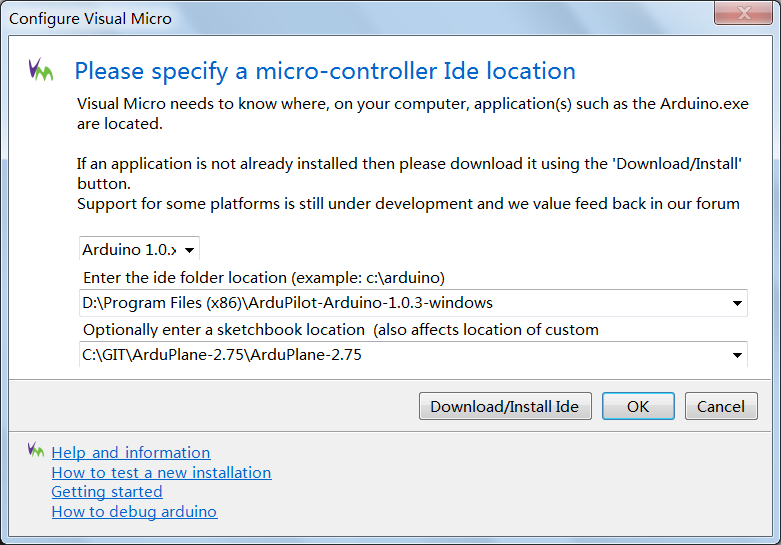 Configure Visual Micro
Please specify a micro-controller Ide location
Visual Micro needs to know where, on your computer, application(s) such as the Arduino.exe
are located.
If an application is not already installed then please download it using the 'Download/Install'
button.
Support for some platforms is still under development and we value feed back in our forum
Arduino 1.0.x
Enter the ide folder location (example: c:\arduino)
D:\Program Files (x86)\ArduPilot-Arduino-1.0.3-windows
Optionally enter a sketchbook location  (also affects location of custom
C:\GIT\ArduPlane-2.75\ArduPlane-2.75
Download/Install Ide OK Cancel
Help and information
How to test a new installation
Getting started
How to debug arduino